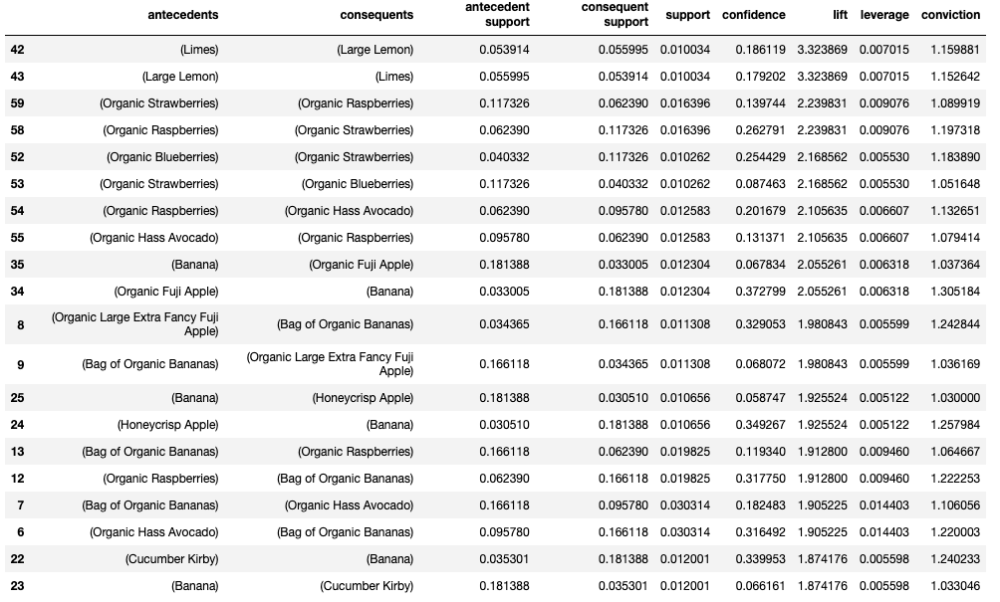 antecedents consequents antecedent support consequent support support confidence lift leverage conviction
42 (Limes) (Large Lemon) 0.053914 0.055995 0.010034 0.186119 3.323869 0.007015 1.159881
43 (Large Lemon) (Limes) 0.055995 0.053914 0.010034 0.179202 3.323869 0.007015 1.152642
59 (Organic Strawberries) (Organic Raspberries) 0.117326 0.062390 0.016396 0.139744 2.239831 0.009076 1.089919
58 (Organic Raspberries) (Organic Strawberries) 0.062390 0.117326 0.016396 0.262791 2.239831 0.009076 1.197318
52 (Organic Blueberries) (Organic Strawberries) 0.040332 0.117326 0.010262 0.254429 2.168562 0.005530 1.183890
53 (Organic Strawberries) (Organic Blueberries) 0.117326 0.040332 0.010262 0.087463 2.168562 0.005530 1.051648
54 (Organic Raspberries) (Organic Hass Avocado) 0.062390 0.095780 0.012583 0.201679 2.105635 0.006607 1.132651
55 (Organic Hass Avocado) (Organic Raspberries) 0.095780 0.062390 0.012583 0.131371 2.105635 0.006607 1.079414
35 (Banana) (Organic Fuji Apple) 0.181388 0.033005 0.012304 0.067834 2.055261 0.006318 1.037364
34 (Organic Fuji Apple) (Banana) 0.033005 0.181388 0.012304 0.372799 2.055261 0.006318 1.305184
8 (Organic Large Extra Fancy Fuji Apple) (Bag of Organic Bananas) 0.034365 0.166118 0.011308 0.329053 1.980843 0.005599 1.242844
9 (Bag of Organic Bananas) (Organic Large Extra Fancy Fuji Apple) 0.166118 0.034365 0.011308 0.068072 1.980843 0.005599 1.036169
25 (Banana) (Honeycrisp Apple) 0.181388 0.030510 0.010656 0.058747 1.925524 0.005122 1.030000
24 (Honeycrisp Apple) (Banana) 0.030510 0.181388 0.010656 0.349267 1.925524 0.005122 1.257984
13 (Bag of Organic Bananas) (Organic Raspberries) 0.166118 0.062390 0.019825 0.119340 1.912800 0.009460 1.064667
12 (Organic Raspberries) (Bag of Organic Bananas) 0.062390 0.166118 0.019825 0.317750 1.912800 0.009460 1.222253
7 (Bag of Organic Bananas) (Organic Hass Avocado) 0.166118 0.095780 0.030314 0.182483 1.905225 0.014403 1.106056
6 (Organic Hass Avocado) (Bag of Organic Bananas) 0.095780 0.166118 0.030314 0.316492 1.905225 0.014403 1.220003
22 (Cucumber Kirby) (Banana) 0.035301 0.181388 0.012001 0.339953 1.874176 0.005598 1.240233
23 (Banana) (Cucumber Kirby) 0.181388 0.035301 0.012001 0.066161 1.874176 0.005598 1.033046